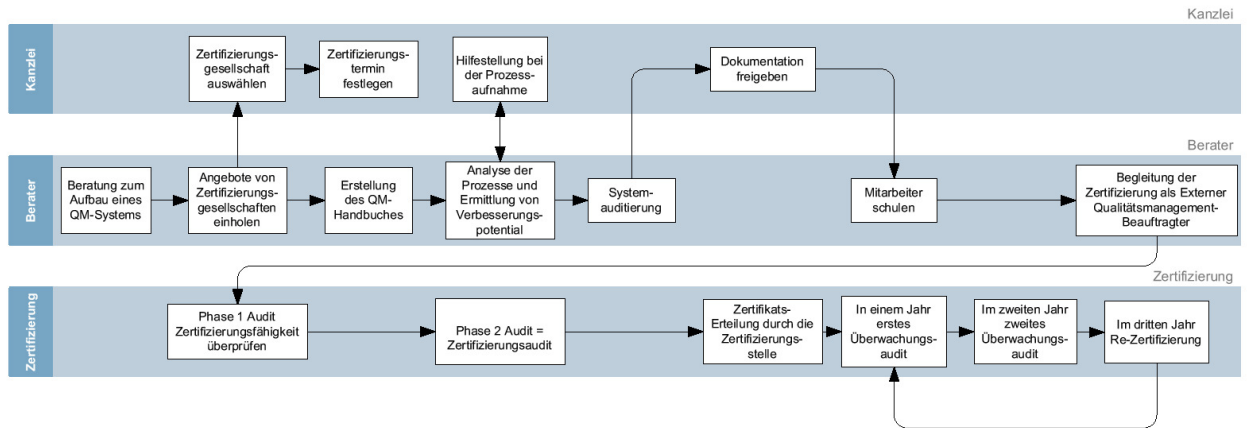 Kanzlei
Kanzlei
Zertifizierungs-
gesellschaft
auswählen
Zertifizierungs-
termin
festlegen
Hilfestellung bei
der Prozess-
aufnahme
Dokumentation
freigeben
Berater
Berater
Beratung zum
Aufbau eines
QM-Systems
Angebote von
Zertifizierungs-
gesellschaften
einholen
Erstellung
des QM-
Handbuches
Analyse der
Prozesse und
Ermittlung von
Verbesserungs-
potential
System-
auditierung
Mitarbeiter
schulen
Begleitung der
Zertifizierung als Externer
Qualitätsmanagement-
Beauftragter
Zertifizierung
Zertifizierung
Phase 1 Audit
Zertifizierungsfähigkeit
überprüfen
Phase 2 Audit =
Zertifizierungsaudit
Zertifikats-
Erteilung durch die
Zertifizierungs-
stelle
In einem Jahr
erstes
Überwachungs-
audit
Im zweiten Jahr
zweites
Überwachungs-
audit
Im dritten Jahr
Re-Zertifizierung